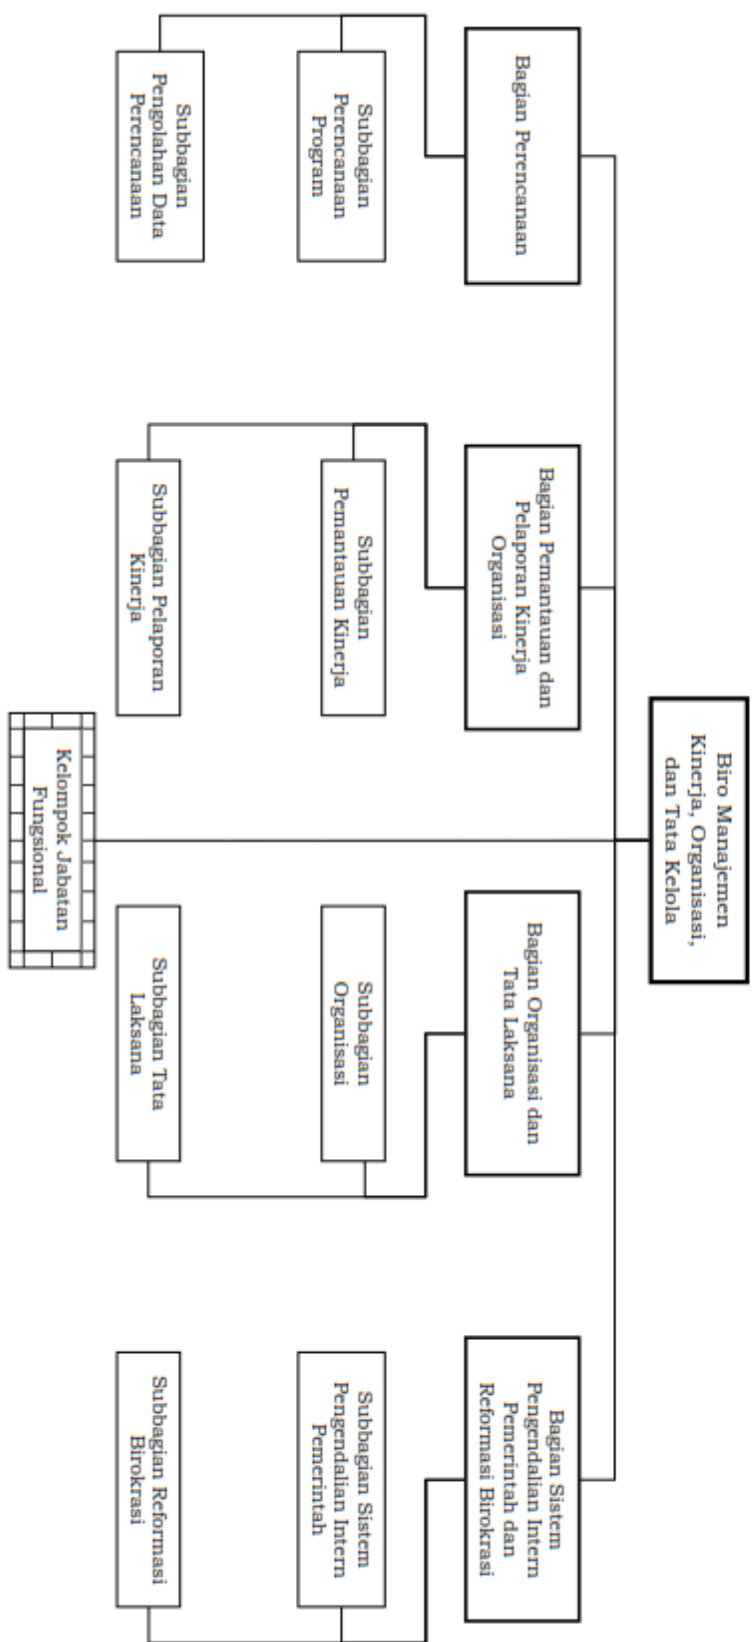 Biro Manajemen
Kinerja, Organisasi,
dan Tata Kelola
Bagian Perencanaan
Bagian Pemantauan dan
Pelaporan Kinerja
Organisasi
Bagian Organisasi dan
Tata Laksana
Bagian Sistem
Pengendalian Intern
Pemerintah dan
Reformasi Birokrasi
Subbagian
Perencanaan
Program
Subbagian
Pemantauan Kinerja
Subbagian
Organisasi
Subbagian Sistem
Pengendalian Intern
Pemerintah
Subbagian
Pengolahan Data
Perencanaan
Subbagian Pelaporan
Kinerja
Subbagian Tata
Laksana
Subbagian Reformasi
Birokrasi
Kelompok Jabatan
Fungsional